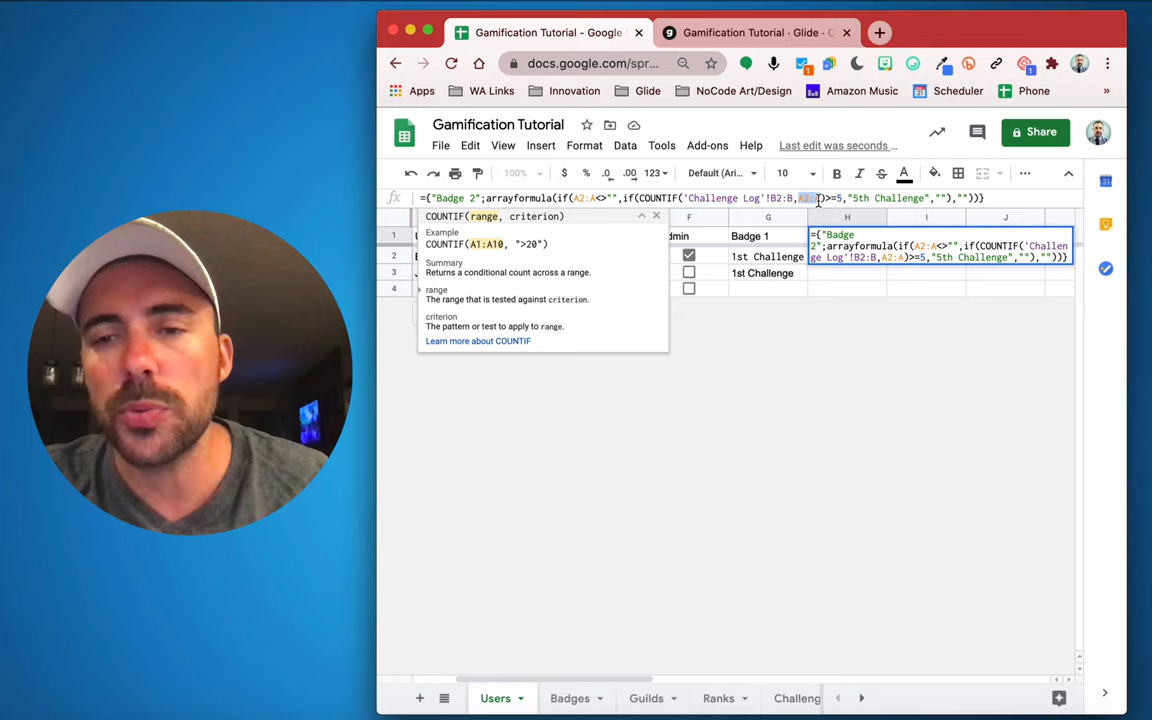 Gamification Tutorial - Google
Gamification Tutorial · Glide ·
docs.google.com/spr...
Apps
WA Links
Innovation
Glide
NoCode Art/Design
Amazon Music
Scheduler
Phone
»
Gamification Tutorial
File Edit View Insert Format Data Tools Add-ons Help Last edit was seconds ...
Share
100% $ % .0 .00 123 Default (Ari... 10 B I S A
fx ={"Badge 2";arrayformula(if(A2:A<>"",if(COUNTIF('Challenge Log'!B2:B,A2:A)>=5,"5th Challenge",""),""))}
COUNTIF(range, criterion)
Example
COUNTIF(A1:A10, ">20")
Summary
Returns a conditional count across a range.
range
The range that is tested against criterion.
criterion
The pattern or test to apply to range.
Learn more about COUNTIF
F G H I J
1 dmin Badge 1
={"Badge
2";arrayformula(if(A2:A<>"",if(COUNTIF('Challen
ge Log'!B2:B,A2:A)>=5,"5th Challenge",""),""))}
2 1st Challenge
3 1st Challenge
4
Users Badges Guilds Ranks Challeng